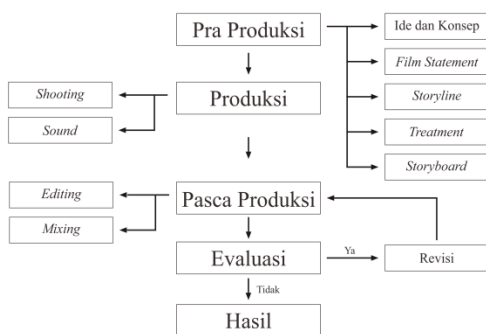 Pra Produksi
Ide dan Konsep
Film Statement
Storyline
Treatment
Storyboard
Produksi
Shooting
Sound
Pasca Produksi
Editing
Mixing
Evaluasi
Ya
Revisi
Tidak
Hasil